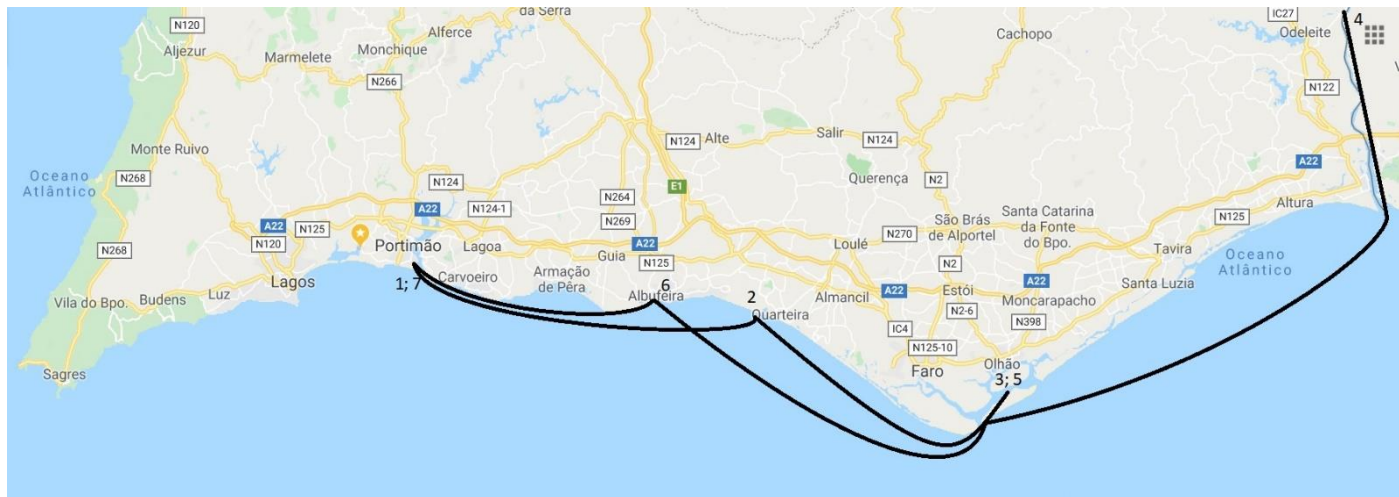 N120
da Serra
IC27
4
Aljezur
Alferce
Cachopo
Odeleite
Marmelete
Monchique
N266
N122
Monte Ruivo
N124
Alte
Salir
N124
A22
Oceano
Atlântico
N268
N124
E1
Querença
N2
N264
N124-1
A22
N269
São Brás
de Alportel
Santa Catarina
da Fonte
do Bpo.
N125
Altura
A22
N125
N120
Portimão
Lagoa
A22
Guia
N125
Loulé
N270
Tavira
Oceano
Atlântico
N268
Lagos
1; 7
Carvoeiro
Armação
de Pêra
6
Albufeira
2
Quarteira
Almancil
A22
N2
Estói
A22
Moncarapacho
Santa Luzia
Vila do Bpo.
Budens
Luz
N2-6
N398
IC4
N125-10
Olhão
Faro
3; 5
Sagres